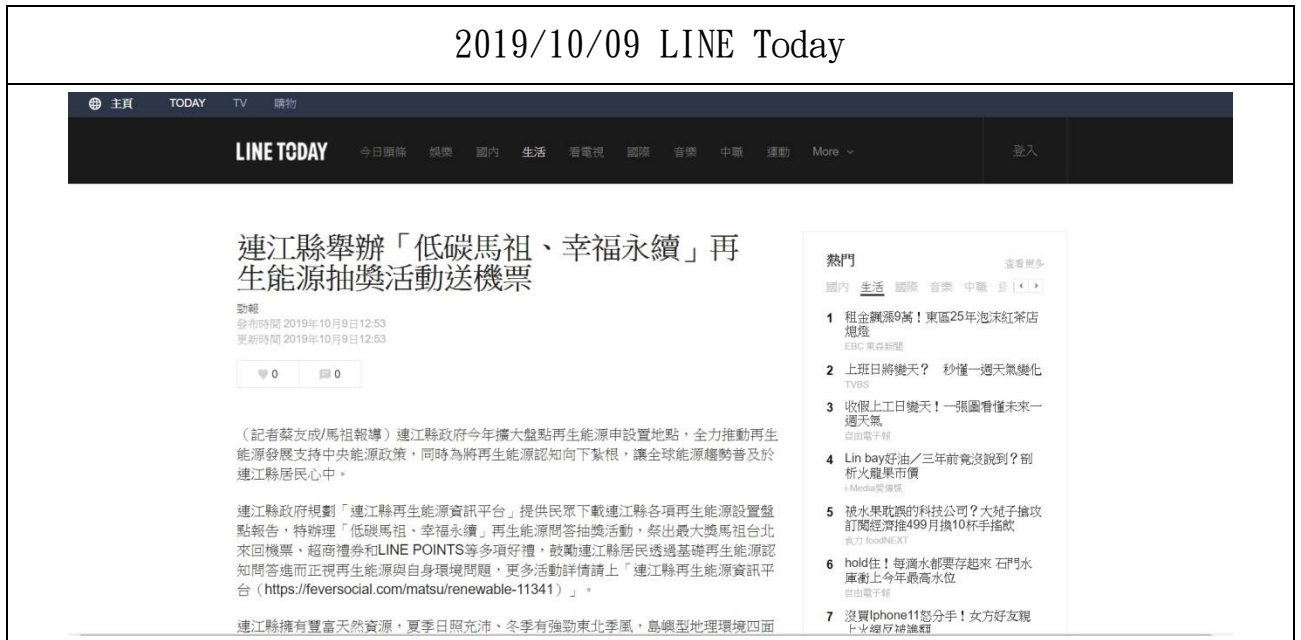 2019/10/09 LINE Today
主頁 TODAY TV 購物
LINE TODAY 今日頭條 娛樂 國內 生活 看電視 國際 音樂 中職 運動 More 登入
連江縣舉辦「低碳馬祖、幸福永續」再
生能源抽獎活動送機票
勁報
發布時間 2019年10月9日12:53
更新時間 2019年10月9日12:53
0 0
（記者蔡友成/馬祖報導）連江縣政府今年擴大盤點再生能源申設置地點，全力推動再生
能源發展支持中央能源政策，同時為將再生能源認知向下紮根，讓全球能源趨勢普及於
連江縣居民心中。
連江縣政府規劃「連江縣再生能源資訊平台」提供民眾下載連江縣各項再生能源設置盤
點報告，特辦理「低碳馬祖、幸福永續」再生能源問答抽獎活動，祭出最大獎馬祖台北
來回機票、超商禮券和LINE POINTS等多項好禮，鼓勵連江縣居民透過基礎再生能源認
知問答進而正視再生能源與自身環境問題，更多活動詳情請上「連江縣再生能源資訊平
台（https://feversocial.com/matsu/renewable-11341）」。
連江縣擁有豐富天然資源，夏季日照充沛、冬季有強勁東北季風，島嶼型地理環境四面
熱門 查看更多
國內 生活 國際 音樂 中職
1 租金飆漲9萬！東區25年泡沫紅茶店
熄燈
EBC 東森新聞
2 上班日將變天？ 秒懂一週天氣變化
TVBS
3 收假上工日變天！一張圖看懂未來一
週天氣
自由電子報
4 Lin bay好油／三年前竟沒說到？剖
析火龍果市價
i-Media愛傳媒
5 被水果耽誤的科技公司？大苑子搶攻
訂閱經濟推499月換10杯手搖飲
食力 foodNEXT
6 hold住！每滴水都要存起來 石門水
庫衝上今年最高水位
自由電子報
7 沒買Iphone11怒分手！女方好友親
上火線反被譙翻